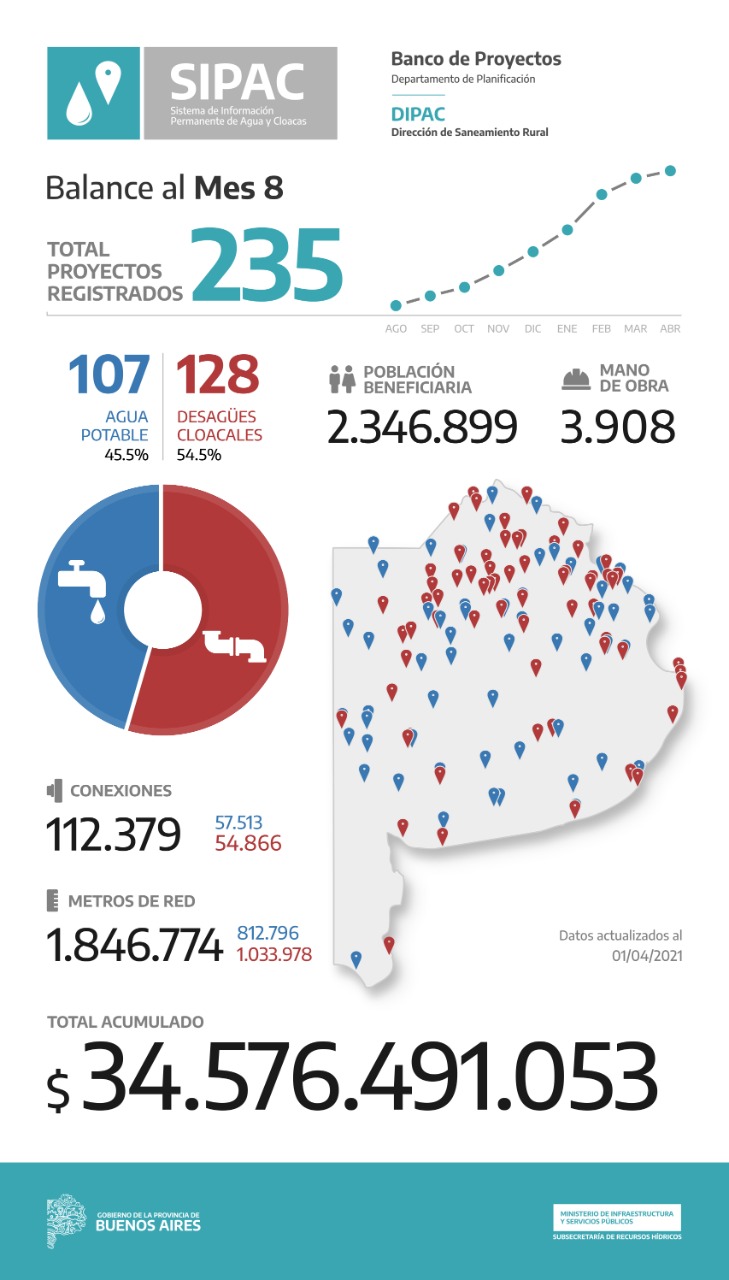 SIPAC
Sistema de Información
Permanente de Agua y Cloacas
Banco de Proyectos
Departamento de Planificación
DIPAC
Dirección de Saneamiento Rural
Balance al Mes 8
TOTAL
PROYECTOS
REGISTRADOS
235
AGO SEP OCT NOV DIC ENE FEB MAR ABR
107
AGUA
POTABLE
45.5%
128
DESAGÜES
CLOACALES
54.5%
POBLACIÓN
BENEFICIARIA
2.346.899
MANO
DE OBRA
3.908
CONEXIONES
112.379
57.513
54.866
METROS DE RED
1.846.774
812.796
1.033.978
Datos actualizados al
01/04/2021
TOTAL ACUMULADO
$ 34.576.491.053
GOBIERNO DE LA PROVINCIA DE
BUENOS AIRES
MINISTERIO DE INFRAESTRUCTURA
Y SERVICIOS PÚBLICOS
SUBSECRETARÍA DE RECURSOS HÍDRICOS